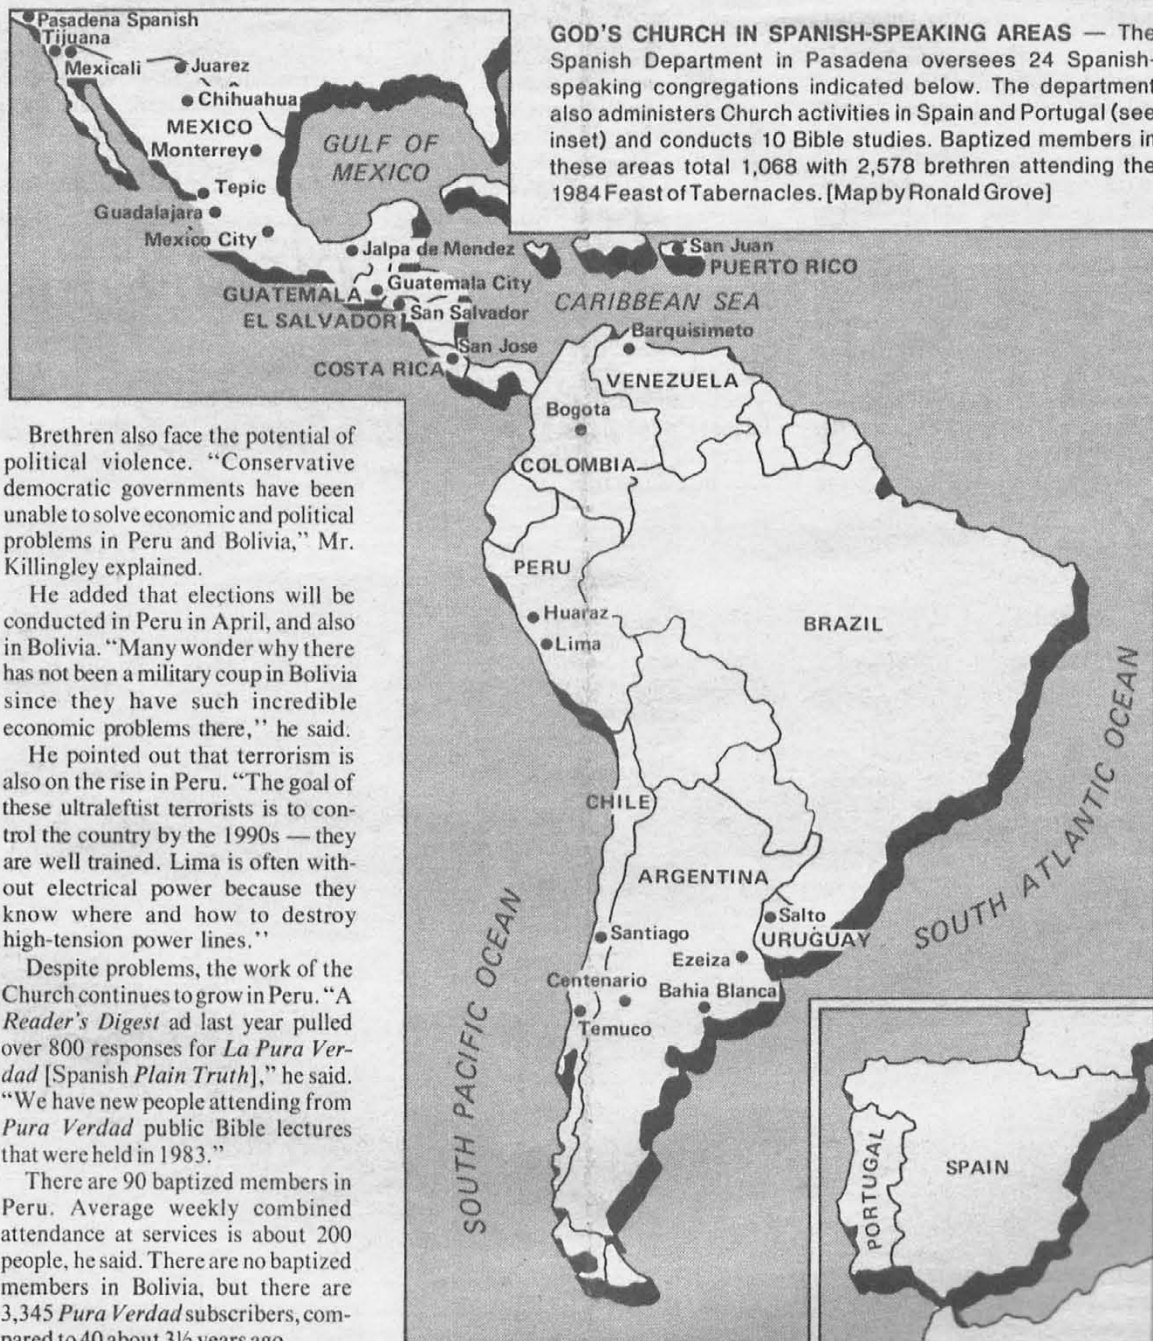 GOD'S CHURCH IN SPANISH-SPEAKING AREAS — The
Spanish Department in Pasadena oversees 24 Spanish-
speaking congregations indicated below. The department
also administers Church activities in Spain and Portugal (see
inset) and conducts 10 Bible studies. Baptized members in
these areas total 1,068 with 2,578 brethren attending the
1984 Feast of Tabernacles. [Map by Ronald Grove]
Pasadena Spanish
Tijuana
Mexicali
Juarez
Chihuahua
MEXICO
Monterrey
GULF OF
MEXICO
Tepic
Guadalajara
Mexico City
Jalpa de Mendez
San Juan
PUERTO RICO
Guatemala City
GUATEMALA
CARIBBEAN SEA
San Salvador
EL SALVADOR
San Jose
COSTA RICA
Barquisimeto
VENEZUELA
Bogota
COLOMBIA
PERU
Huaraz
Lima
BRAZIL
CHILE
ARGENTINA
Salto
URUGUAY
Santiago
Ezeiza
Centenario
Bahia Blanca
Temuco
SOUTH PACIFIC OCEAN
SOUTH ATLANTIC OCEAN
PORTUGAL
SPAIN
Brethren also face the potential of
political violence. “Conservative
democratic governments have been
unable to solve economic and political
problems in Peru and Bolivia,” Mr.
Killingley explained.
He added that elections will be
conducted in Peru in April, and also
in Bolivia. “Many wonder why there
has not been a military coup in Bolivia
since they have such incredible
economic problems there,” he said.
He pointed out that terrorism is
also on the rise in Peru. “The goal of
these ultraleftist terrorists is to con-
trol the country by the 1990s — they
are well trained. Lima is often with-
out electrical power because they
know where and how to destroy
high-tension power lines.”
Despite problems, the work of the
Church continues to grow in Peru. “A
Reader's Digest ad last year pulled
over 800 responses for La Pura Ver-
dad [Spanish Plain Truth],” he said.
“We have new people attending from
Pura Verdad public Bible lectures
that were held in 1983.”
There are 90 baptized members in
Peru. Average weekly combined
attendance at services is about 200
people, he said. There are no baptized
members in Bolivia, but there are
3,345 Pura Verdad subscribers, com-
pared to 40 about 3½ years ago.